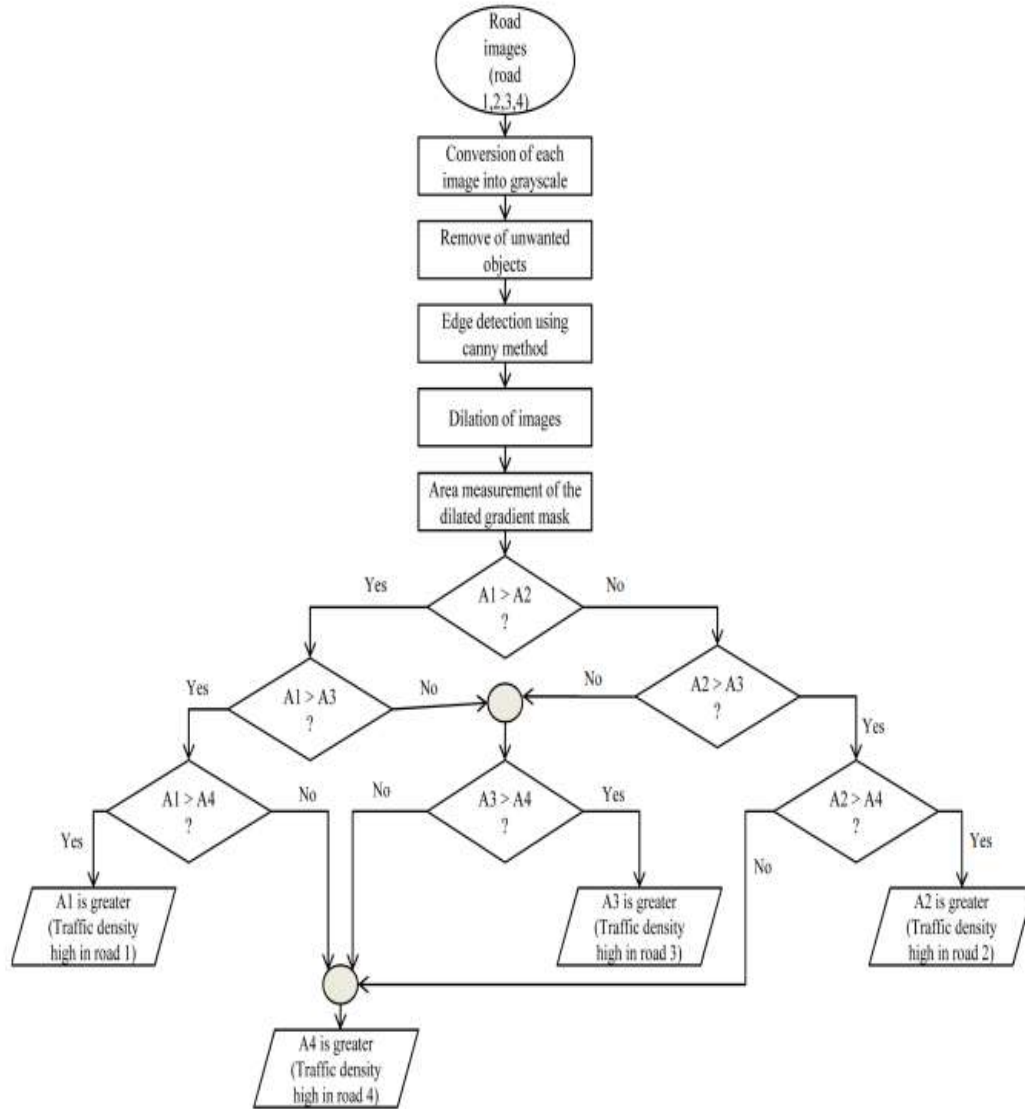 Road
images
(road
1,2,3,4)
Conversion of each
image into grayscale
Remove of unwanted
objects
Edge detection using
canny method
Dilation of images
Area measurement of the
dilated gradient mask
Yes
A1 > A2
?
No
Yes
A1 > A3
?
No
No
A2 > A3
?
Yes
Yes
A1 > A4
?
No
No
A3 > A4
?
Yes
A2 > A4
?
Yes
No
A1 is greater
(Traffic density
high in road 1)
A3 is greater
(Traffic density
high in road 3)
A2 is greater
(Traffic density
high in road 2)
A4 is greater
(Traffic density
high in road 4)